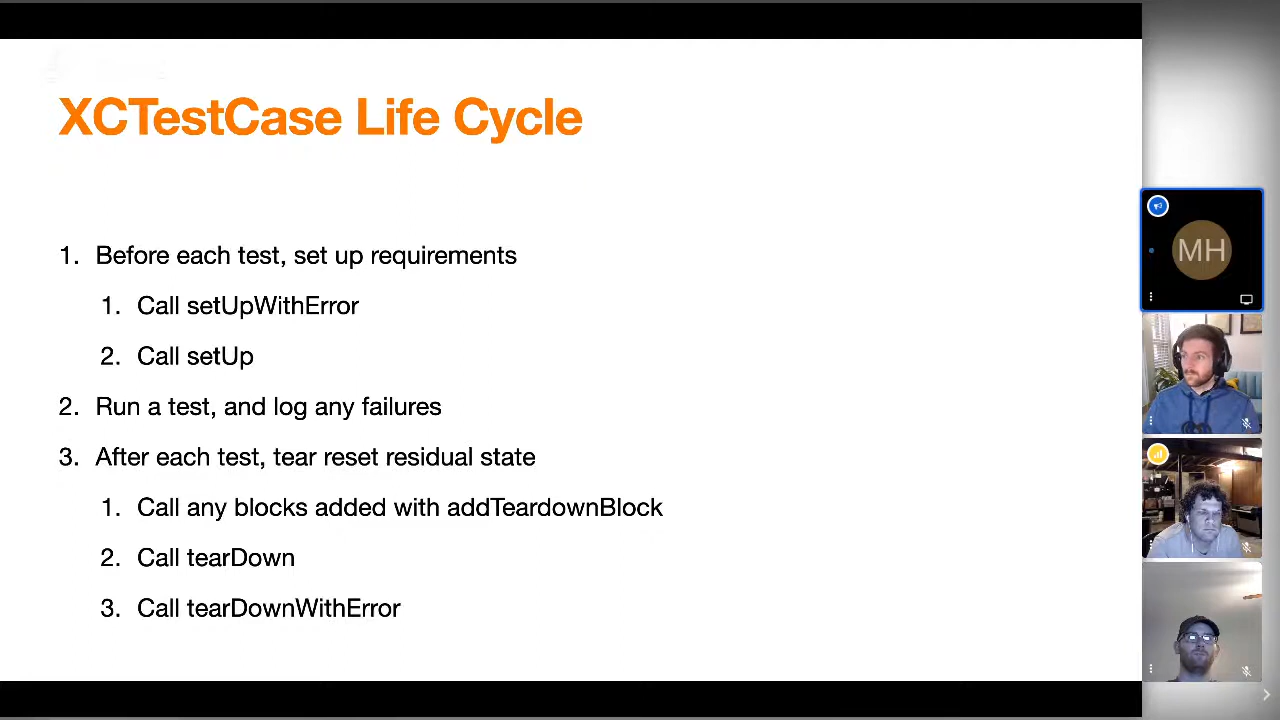 XCTestCase Life Cycle
1. Before each test, set up requirements
1. Call setUpWithError
2. Call setUp
2. Run a test, and log any failures
3. After each test, tear reset residual state
1. Call any blocks added with addTeardownBlock
2. Call tearDown
3. Call tearDownWithError
MH